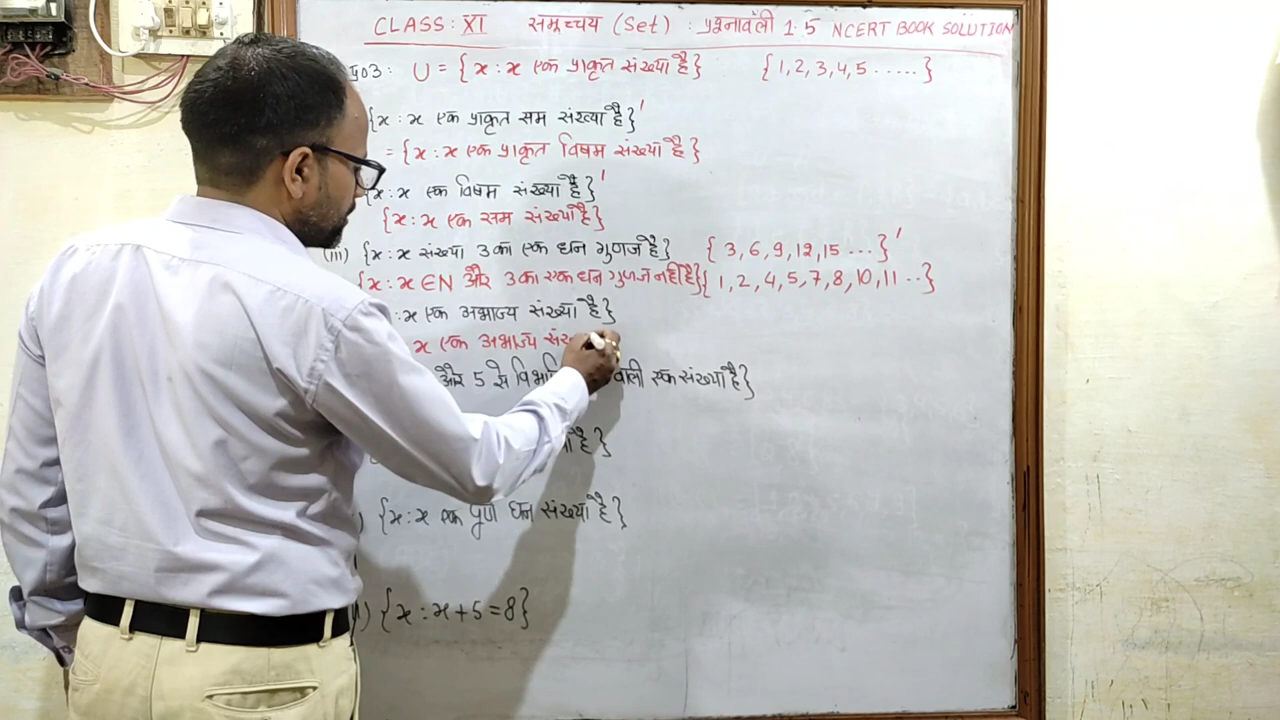 CLASS: XI समुच्चय (Set) : प्रश्नावली 1.5 NCERT BOOK SOLUTION
प्र03: U = {x : x एक प्राकृत संख्या है} {1,2,3,4,5.....}
{x : x एक प्राकृत सम संख्या है}'
= {x : x एक प्राकृत विषम संख्या है}
{x : x एक विषम संख्या है}'
{x : x एक सम संख्या है}
(iii) {x : x संख्या 3 का एक धन गुणज है} {3,6,9,12,15 ...}'
{x : x ∈ N और 3 का एक धन गुणज नहीं है} {1,2,4,5,7,8,10,11..}
: x एक अभाज्य संख्या है}
x एक अभाज्य
और 5 से वाली एक संख्या है}
है}
) {x : x एक पूर्ण घन संख्या है}
) {x : x + 5 = 8}